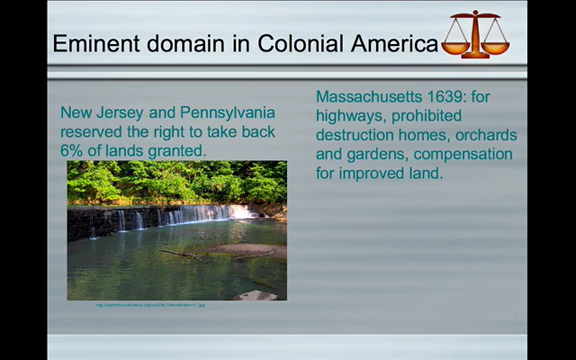 Eminent domain in Colonial America
New Jersey and Pennsylvania
reserved the right to take back
6% of lands granted.
Massachusetts 1639: for
highways, prohibited
destruction homes, orchards
and gardens, compensation
for improved land.